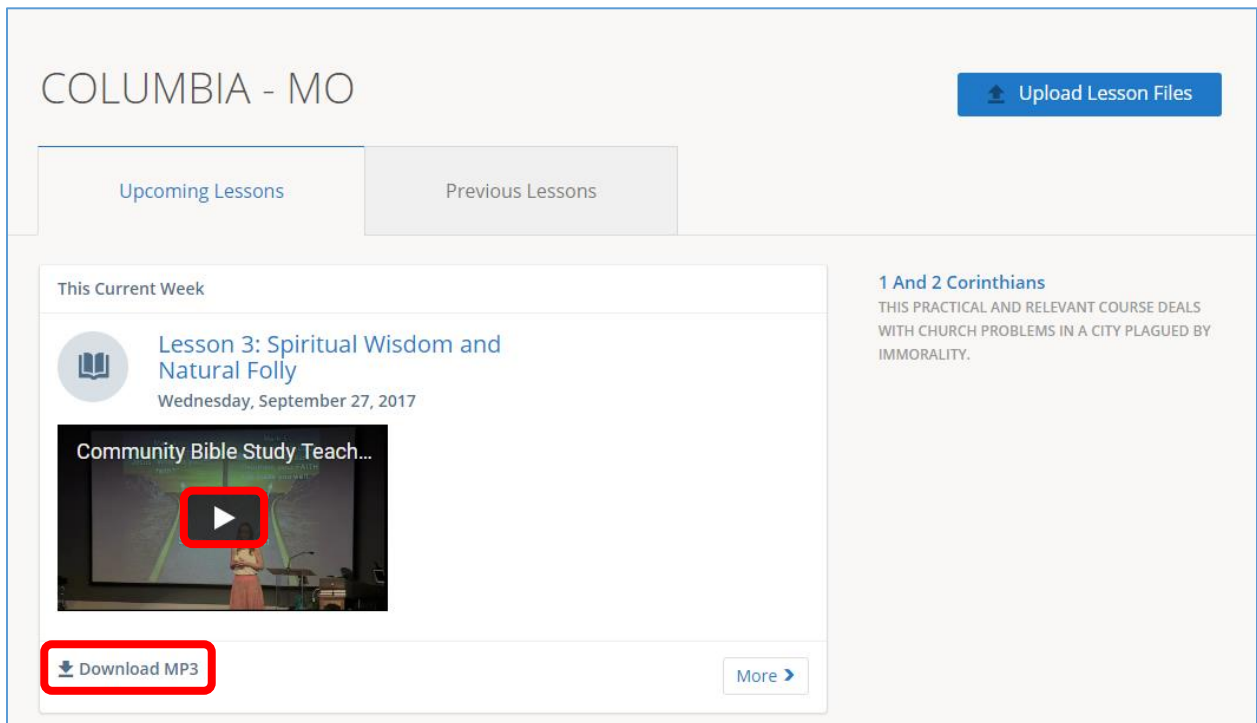 COLUMBIA - MO
Upload Lesson Files
Upcoming Lessons
Previous Lessons
This Current Week
Lesson 3: Spiritual Wisdom and
Natural Folly
Wednesday, September 27, 2017
Community Bible Study Teach...
Download MP3
More
1 And 2 Corinthians
THIS PRACTICAL AND RELEVANT COURSE DEALS
WITH CHURCH PROBLEMS IN A CITY PLAGUED BY
IMMORALITY.